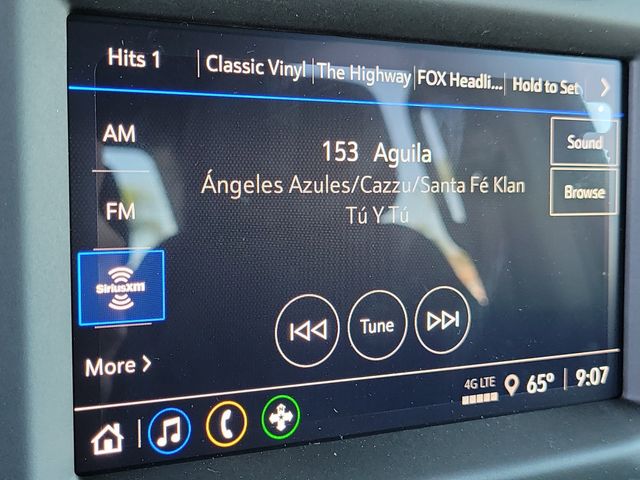 Hits 1 Classic Vinyl The Highway FOX Headli... Hold to Set
AM
Sound
153 Aguila
Ángeles Azules/Cazzu/Santa Fé Klan
Browse
FM
Tú Y Tú
SiriusXM
Tune
More
4G LTE 65° 9:07